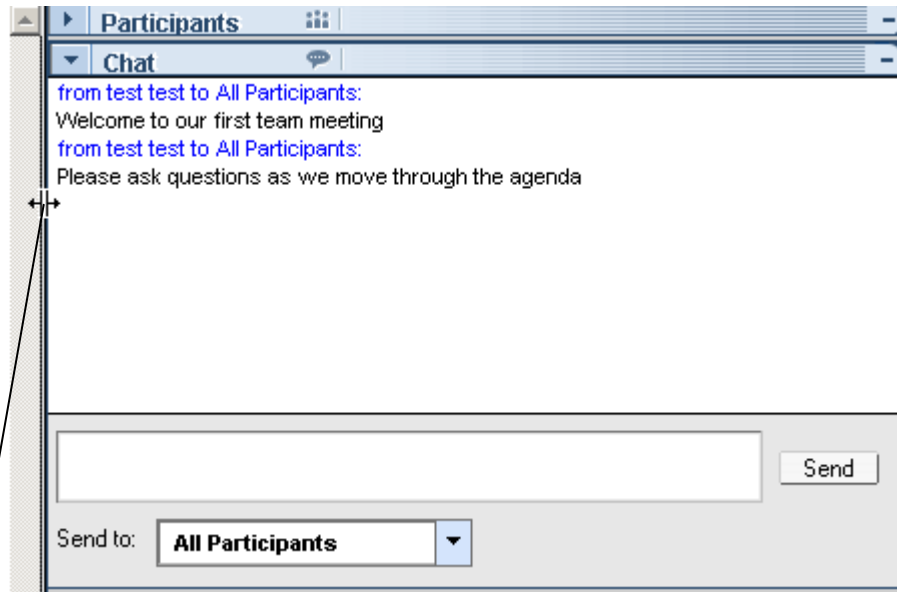 Participants
Chat
from test test to All Participants:
Welcome to our first team meeting
from test test to All Participants:
Please ask questions as we move through the agenda
Send
Send to: All Participants